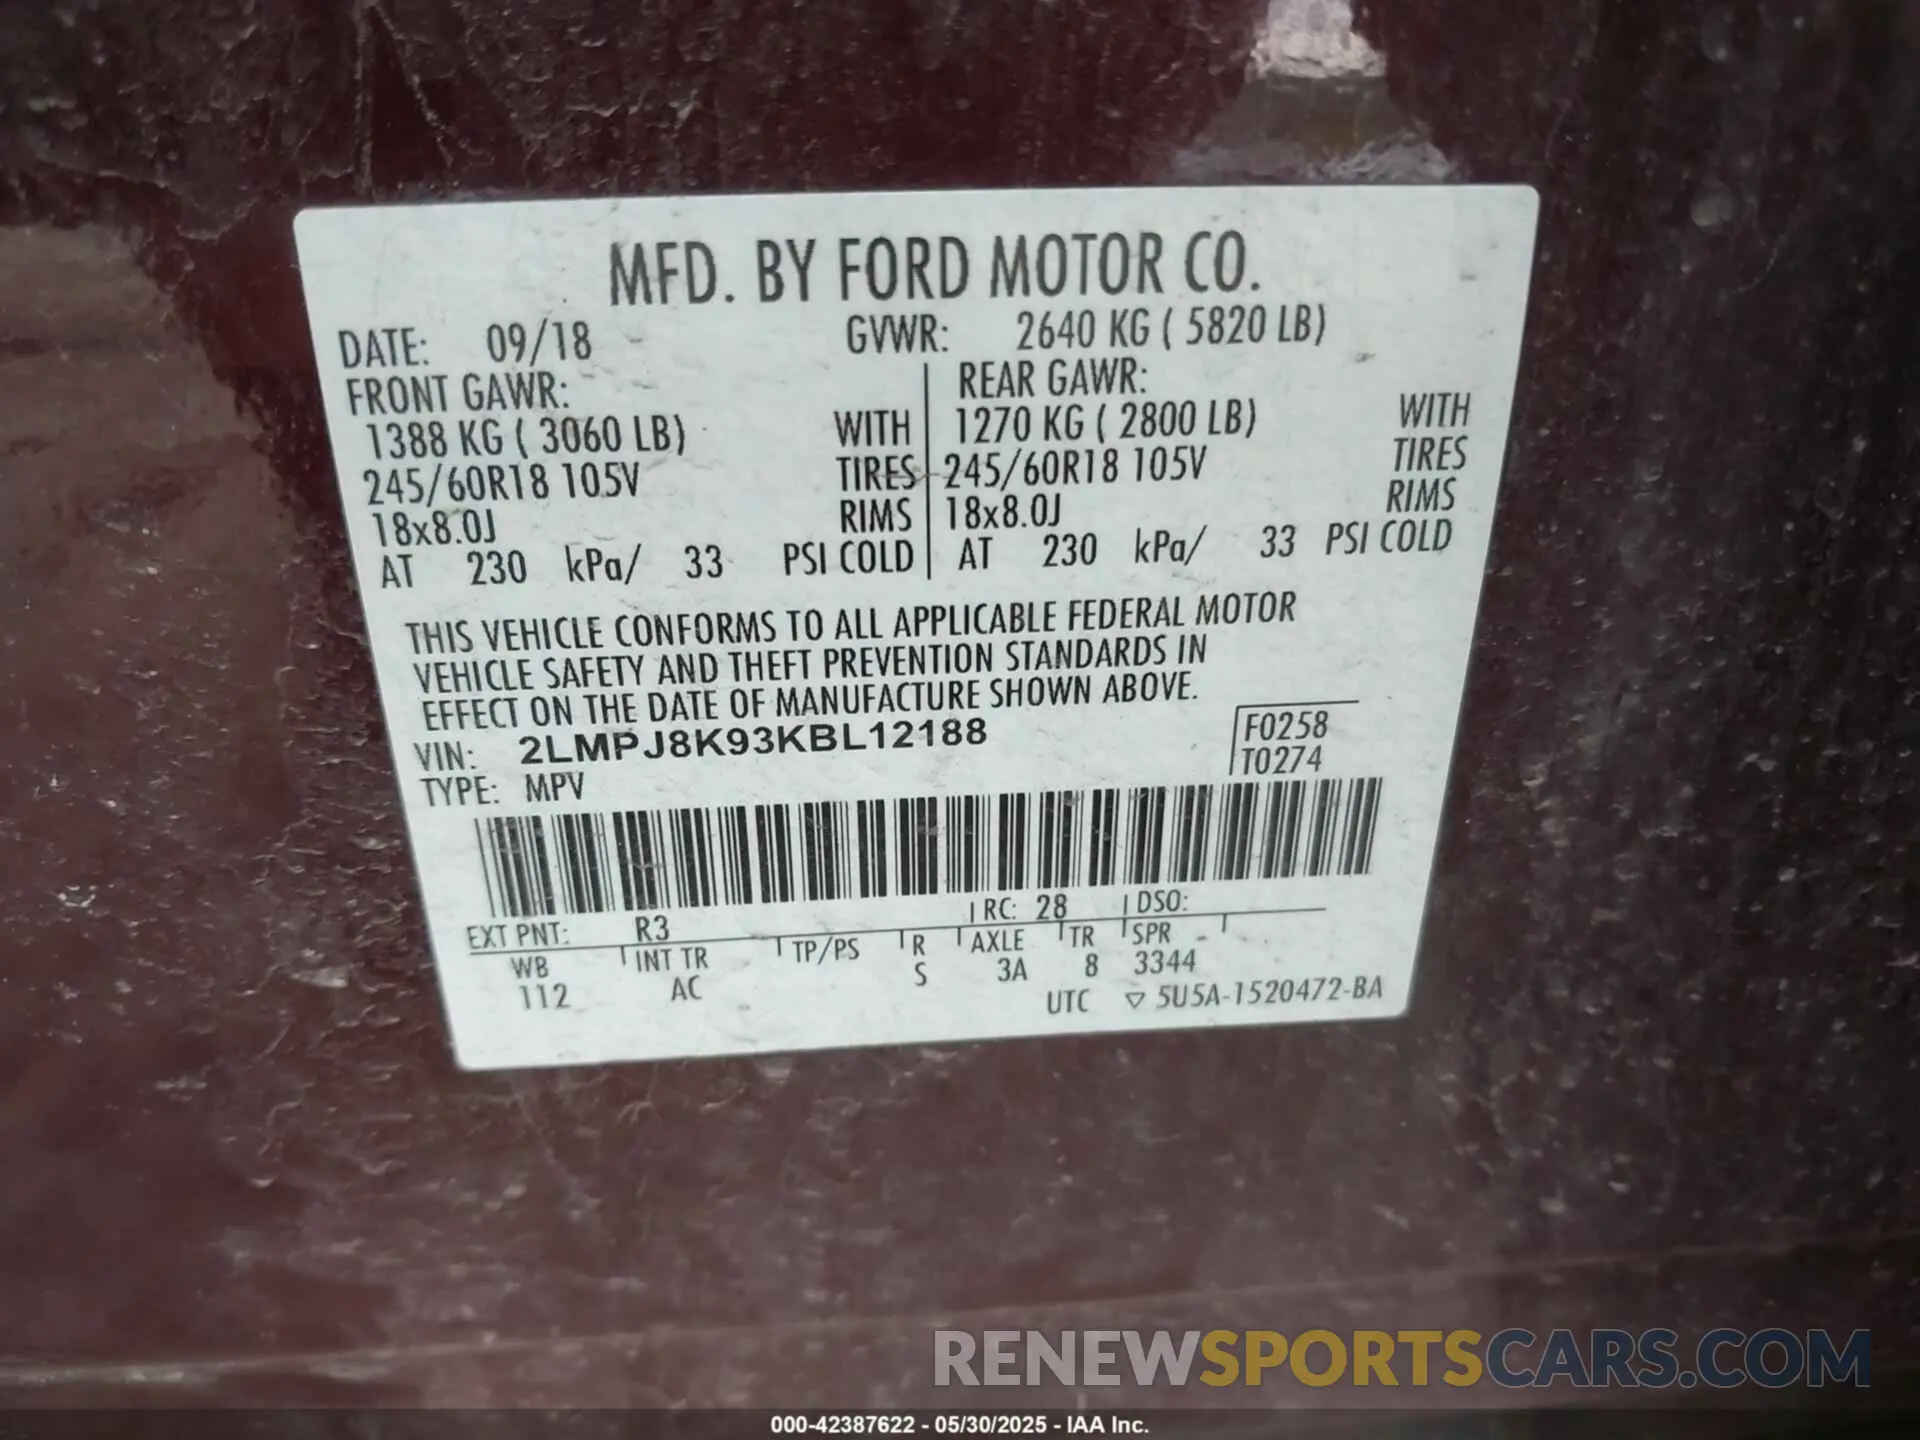 MFD. BY FORD MOTOR CO.
DATE: 09/18 GVWR: 2640 KG ( 5820 LB)
FRONT GAWR: REAR GAWR:
1388 KG ( 3060 LB) WITH 1270 KG ( 2800 LB) WITH
245/60R18 105V TIRES 245/60R18 105V TIRES
18x8.0J RIMS 18x8.0J RIMS
AT 230 kPa/ 33 PSI COLD AT 230 kPa/ 33 PSI COLD
THIS VEHICLE CONFORMS TO ALL APPLICABLE FEDERAL MOTOR
VEHICLE SAFETY AND THEFT PREVENTION STANDARDS IN
EFFECT ON THE DATE OF MANUFACTURE SHOWN ABOVE.
VIN: 2LMPJ8K93KBL12188 F0258
TYPE: MPV T0274
EXT PNT: R3 RC: 28 DSO:
WB INT TR TP/PS R AXLE TR SPR
112 AC S 3A 8 3344
UTC ▽ 5U5A-1520472-BA
RENEWSPORTSCARS.COM
000-42387622 - 05/30/2025 - IAA Inc.